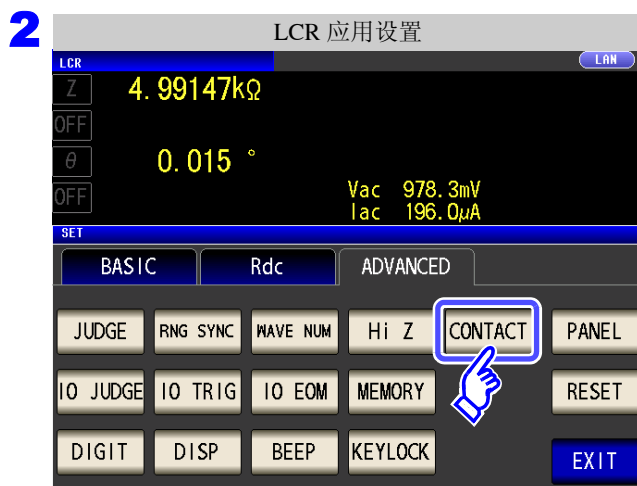 2
LCR 应用设置
LCR LAN
Z 4.99147kΩ
OFF
θ 0.015 °
OFF Vac 978.3mV
Iac 196.0μA
SET
BASIC Rdc ADVANCED
JUDGE RNG SYNC WAVE NUM Hi Z CONTACT PANEL
IO JUDGE IO TRIG IO EOM MEMORY RESET
DIGIT DISP BEEP KEYLOCK EXIT